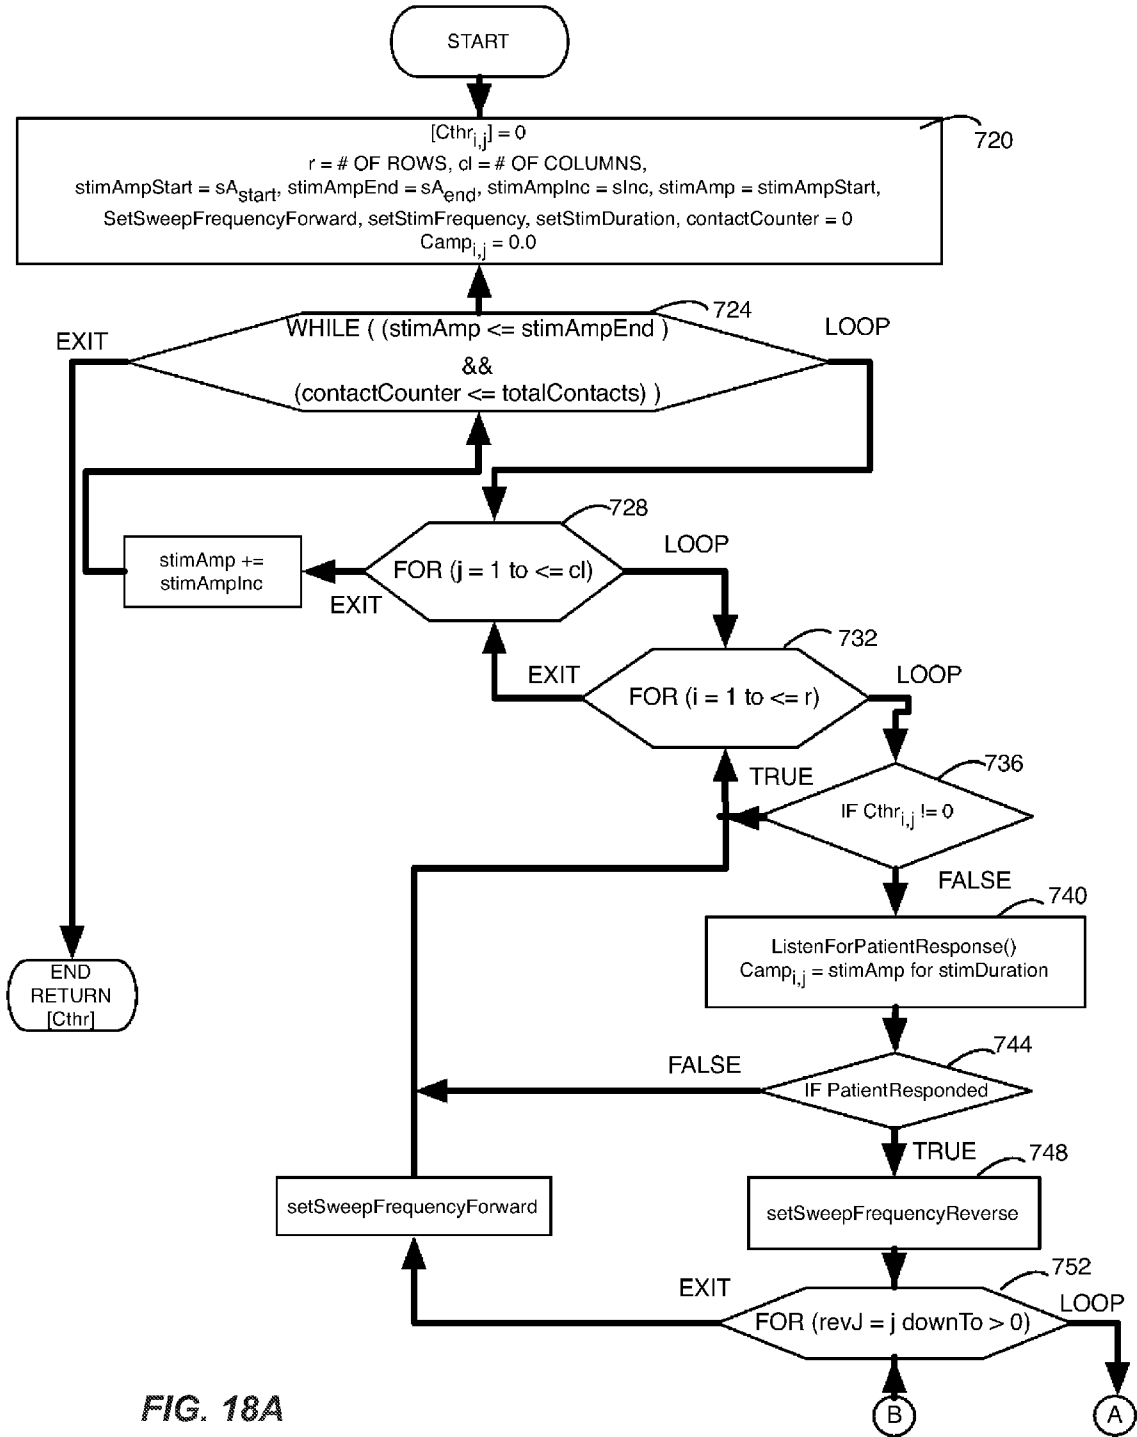 START
720
[Cthri,j] = 0
r = # OF ROWS, cl = # OF COLUMNS,
stimAmpStart = sAstart, stimAmpEnd = sAend, stimAmpInc = sInc, stimAmp = stimAmpStart,
SetSweepFrequencyForward, setStimFrequency, setStimDuration, contactCounter = 0
Campi,j = 0.0
724
EXIT
WHILE ( (stimAmp <= stimAmpEnd )
LOOP
&&
(contactCounter <= totalContacts) )
728
LOOP
stimAmp +=
stimAmpInc
FOR (j = 1 to <= cl)
EXIT
732
EXIT
LOOP
FOR (i = 1 to <= r)
TRUE
736
IF Cthri,j != 0
FALSE
740
ListenForPatientResponse()
Campi,j = stimAmp for stimDuration
END
RETURN
[Cthr]
744
FALSE
IF PatientResponded
TRUE
748
setSweepFrequencyForward
setSweepFrequencyReverse
752
EXIT
LOOP
FOR (revJ = j downTo > 0)
FIG. 18A
B
A